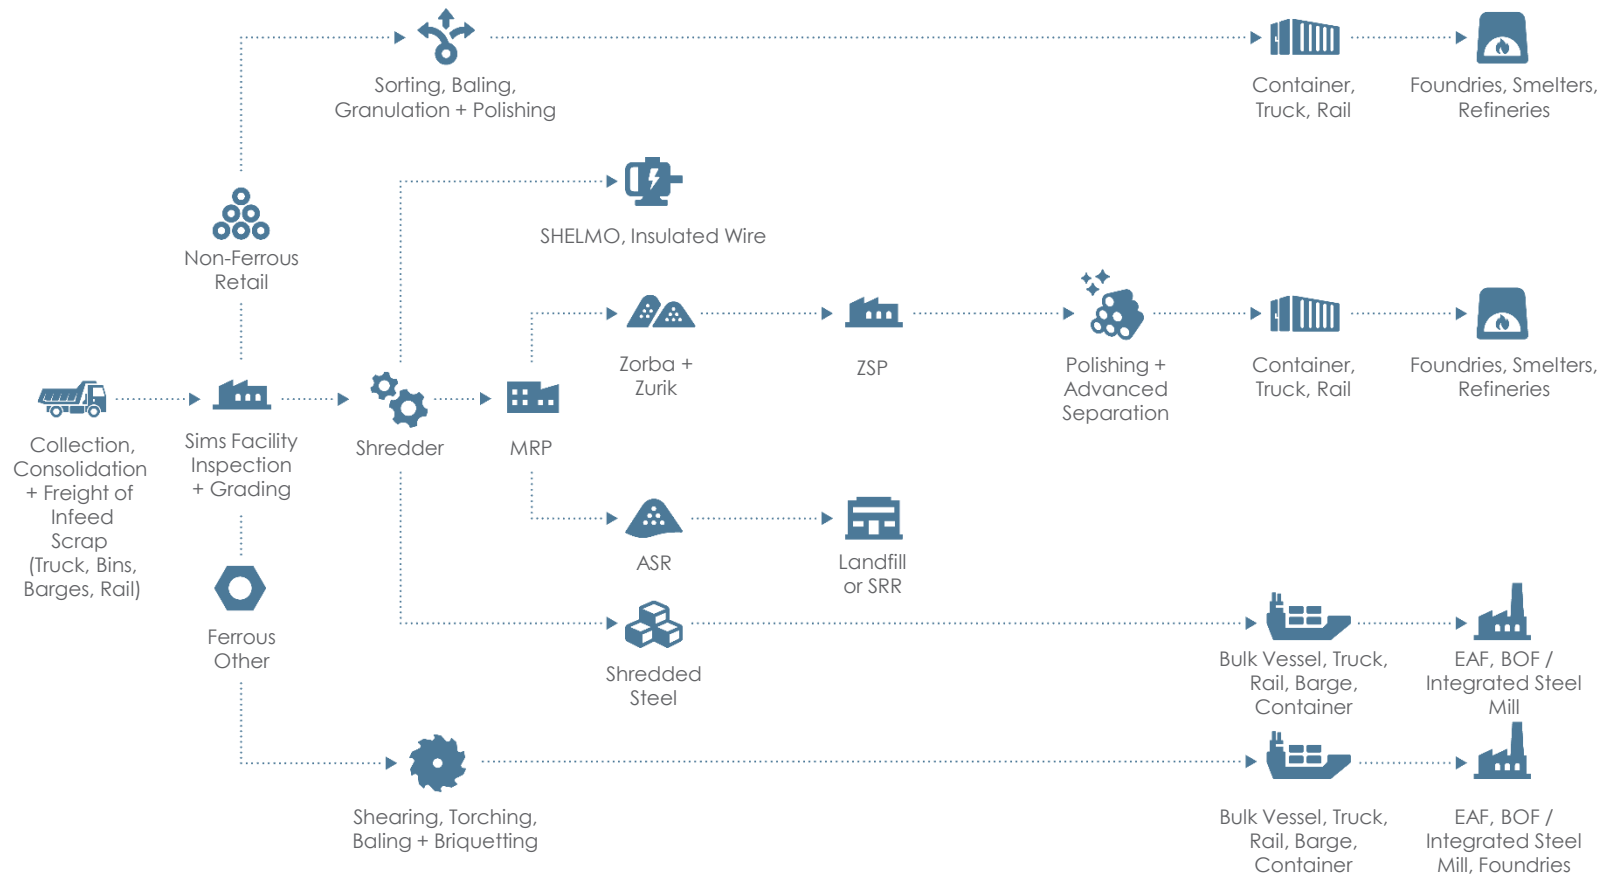 Sorting, Baling,
Granulation + Polishing
Container,
Truck, Rail
Foundries, Smelters,
Refineries
SHELMO, Insulated Wire
Non-Ferrous
Retail
Zorba +
Zurik
ZSP
Polishing +
Advanced
Separation
Container,
Truck, Rail
Foundries, Smelters,
Refineries
Collection,
Consolidation
+ Freight of
Infeed
Scrap
(Truck, Bins,
Barges, Rail)
Sims Facility
Inspection
+ Grading
Shredder
MRP
ASR
Landfill
or SRR
Ferrous
Other
Shredded
Steel
Bulk Vessel, Truck,
Rail, Barge,
Container
EAF, BOF /
Integrated Steel
Mill
Shearing, Torching,
Baling + Briquetting
Bulk Vessel, Truck,
Rail, Barge,
Container
EAF, BOF /
Integrated Steel
Mill, Foundries